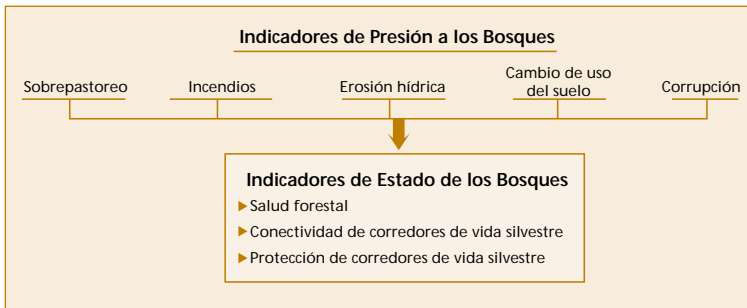 Indicadores de Presión a los Bosques
Sobrepastoreo
Incendios
Erosión hídrica
Cambio de uso
del suelo
Corrupción
Indicadores de Estado de los Bosques
Salud forestal
Conectividad de corredores de vida silvestre
Protección de corredores de vida silvestre